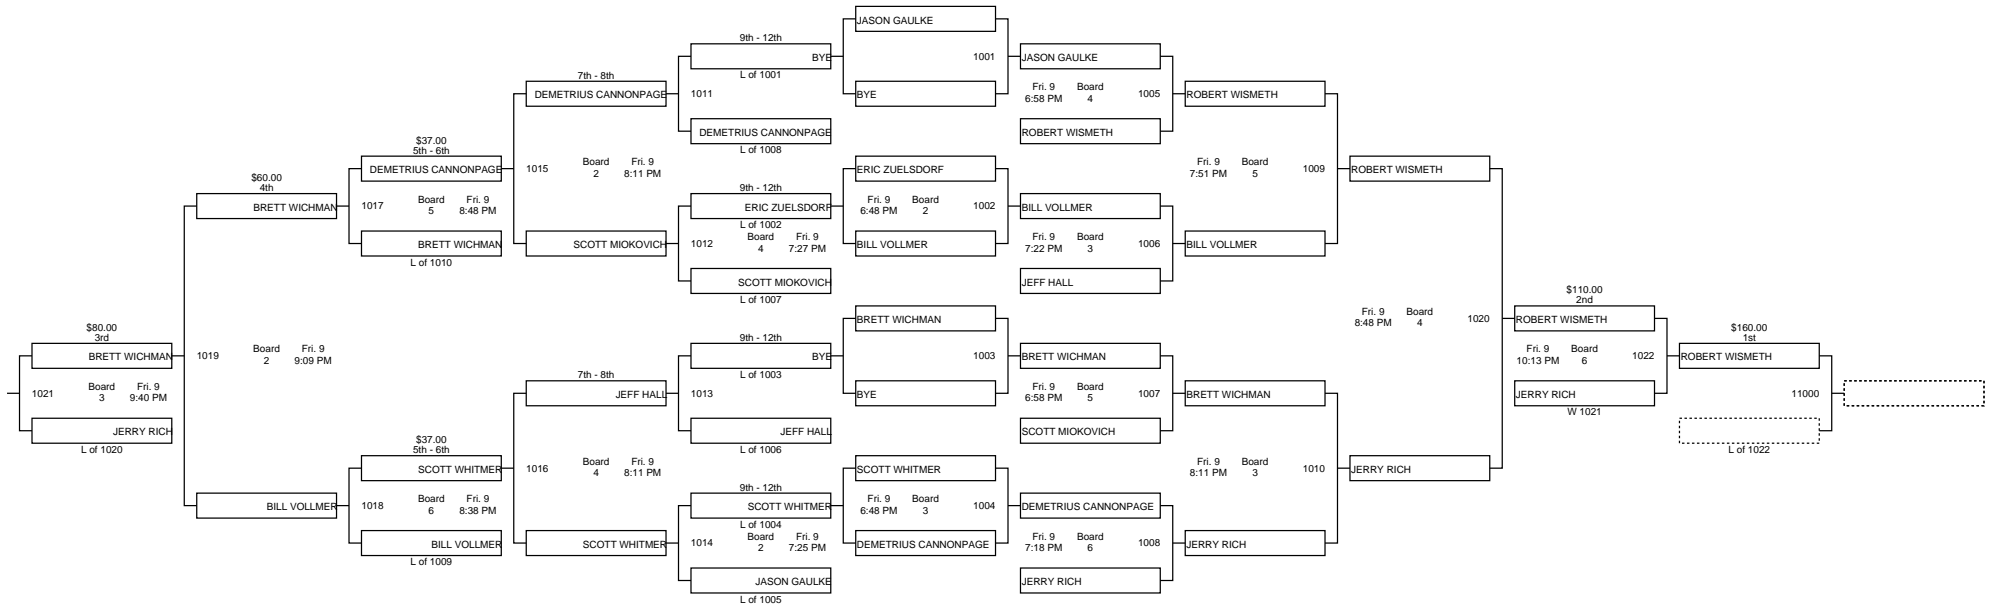 JASON GAULKE
9th - 12th
BYE
1001
JASON GAULKE
L of 1001
7th - 8th
DEMETRIUS CANNONPAGE
1011
BYE
Fri. 9 Board
6:58 PM 4
1005
ROBERT WISMETH
DEMETRIUS CANNONPAGE
ROBERT WISMETH
L of 1008
$37.00
5th - 6th
DEMETRIUS CANNONPAGE
1015
Board Fri. 9
2 8:11 PM
ERIC ZUELSDORF
Fri. 9 Board
7:51 PM 5
1009
ROBERT WISMETH
$60.00
4th
BRETT WICHMAN
1017
Board Fri. 9
5 8:48 PM
9th - 12th
ERIC ZUELSDORF
L of 1002
Fri. 9 Board
6:48 PM 2
1002
BILL VOLLMER
BRETT WICHMAN
L of 1010
SCOTT MIOKOVICH
1012
Board Fri. 9
4 7:27 PM
BILL VOLLMER
Fri. 9 Board
7:22 PM 3
1006
BILL VOLLMER
SCOTT MIOKOVICH
L of 1007
JEFF HALL
BRETT WICHMAN
Fri. 9 Board
8:48 PM 4
1020
$110.00
2nd
ROBERT WISMETH
$80.00
3rd
BRETT WICHMAN
1019
Board Fri. 9
2 9:09 PM
9th - 12th
BYE
L of 1003
1003
BRETT WICHMAN
Fri. 9 Board
10:13 PM 6
1022
$160.00
1st
ROBERT WISMETH
1021
Board Fri. 9
3 9:40 PM
7th - 8th
JEFF HALL
1013
BYE
Fri. 9 Board
6:58 PM 5
1007
BRETT WICHMAN
JERRY RICH
W 1021
11000
JERRY RICH
L of 1020
JEFF HALL
L of 1006
SCOTT MIOKOVICH
L of 1022
$37.00
5th - 6th
SCOTT WHITMER
1016
Board Fri. 9
4 8:11 PM
SCOTT WHITMER
Fri. 9 Board
8:11 PM 3
1010
JERRY RICH
BILL VOLLMER
1018
Board Fri. 9
6 8:38 PM
9th - 12th
SCOTT WHITMER
L of 1004
Fri. 9 Board
6:48 PM 3
1004
DEMETRIUS CANNONPAGE
BILL VOLLMER
L of 1009
SCOTT WHITMER
1014
Board Fri. 9
2 7:25 PM
DEMETRIUS CANNONPAGE
Fri. 9 Board
7:18 PM 6
1008
JERRY RICH
JASON GAULKE
L of 1005
JERRY RICH